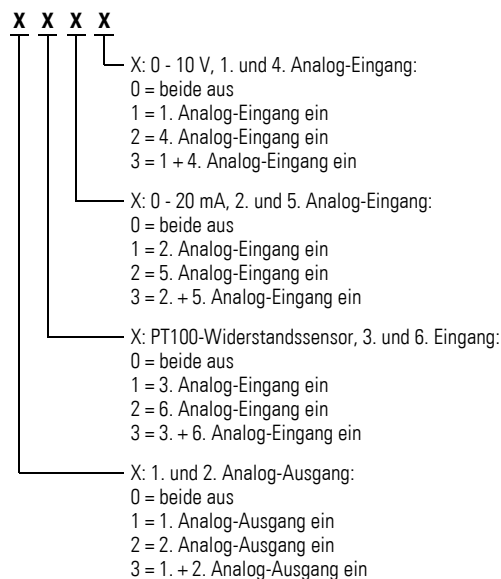 X X X X
X: 0 - 10 V, 1. und 4. Analog-Eingang:
0 = beide aus
1 = 1. Analog-Eingang ein
2 = 4. Analog-Eingang ein
3 = 1 + 4. Analog-Eingang ein
X: 0 - 20 mA, 2. und 5. Analog-Eingang:
0 = beide aus
1 = 2. Analog-Eingang ein
2 = 5. Analog-Eingang ein
3 = 2. + 5. Analog-Eingang ein
X: PT100-Widerstandssensor, 3. und 6. Eingang:
0 = beide aus
1 = 3. Analog-Eingang ein
2 = 6. Analog-Eingang ein
3 = 3. + 6. Analog-Eingang ein
X: 1. und 2. Analog-Ausgang:
0 = beide aus
1 = 1. Analog-Ausgang ein
2 = 2. Analog-Ausgang ein
3 = 1. + 2. Analog-Ausgang ein